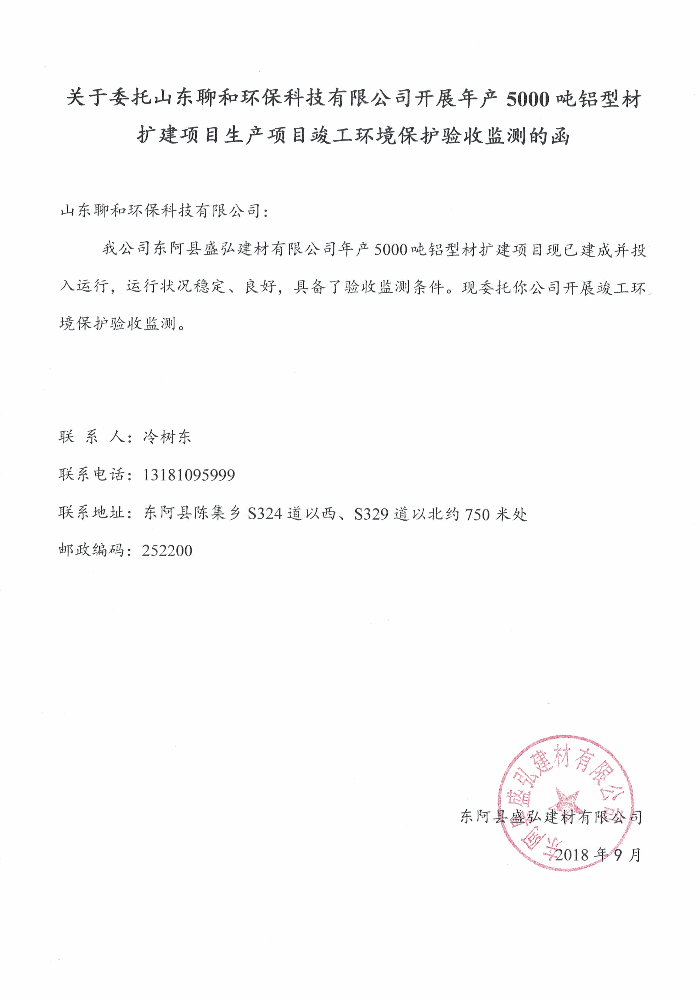 关于委托山东聊和环保科技有限公司开展年产 5000 吨铝型材
扩建项目生产项目竣工环境保护验收监测的函
山东聊和环保科技有限公司：
我公司东阿县盛弘建材有限公司年产 5000 吨铝型材扩建项目现已建成并投
入运行，运行状况稳定、良好，具备了验收监测条件。现委托你公司开展竣工环
境保护验收监测。
联 系 人：冷树东
联系电话：13181095999
联系地址：东阿县陈集乡 S324 道以西、S329 道以北约 750 米处
邮政编码：252200
东阿县盛弘建材有限公司
东阿县盛弘建材有限公司
2018 年 9 月